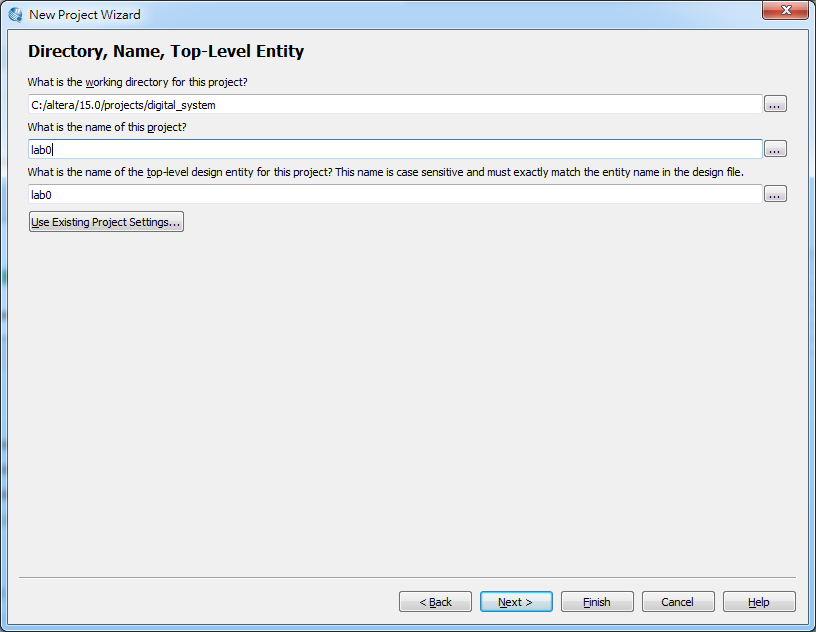 New Project Wizard
Directory, Name, Top-Level Entity
What is the working directory for this project?
C:/altera/15.0/projects/digital_system
...
What is the name of this project?
lab0
...
What is the name of the top-level design entity for this project? This name is case sensitive and must exactly match the entity name in the design file.
lab0
...
Use Existing Project Settings...
< Back
Next >
Finish
Cancel
Help